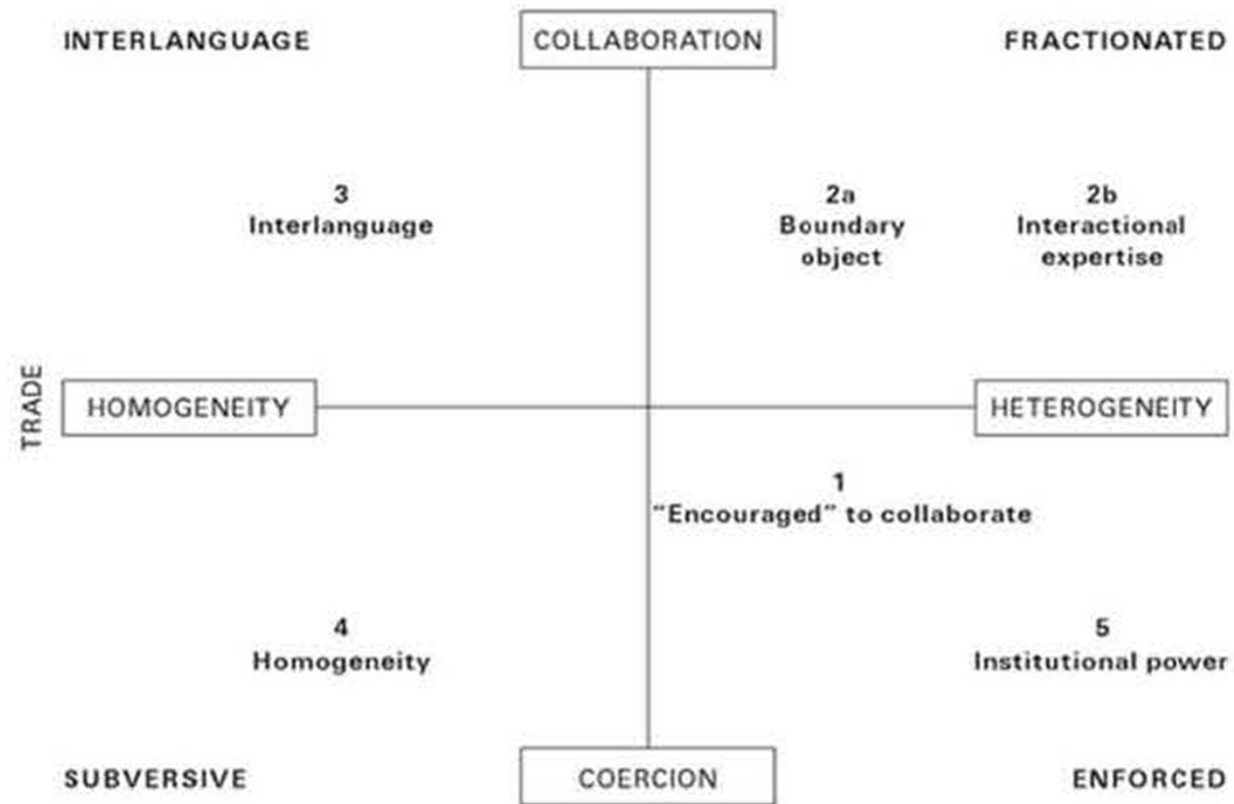 INTERLANGUAGE
COLLABORATION
FRACTIONATED
3
Interlanguage
2a
Boundary
object
2b
Interactional
expertise
TRADE
HOMOGENEITY
HETEROGENEITY
1
“Encouraged” to collaborate
4
Homogeneity
5
Institutional power
SUBVERSIVE
COERCION
ENFORCED